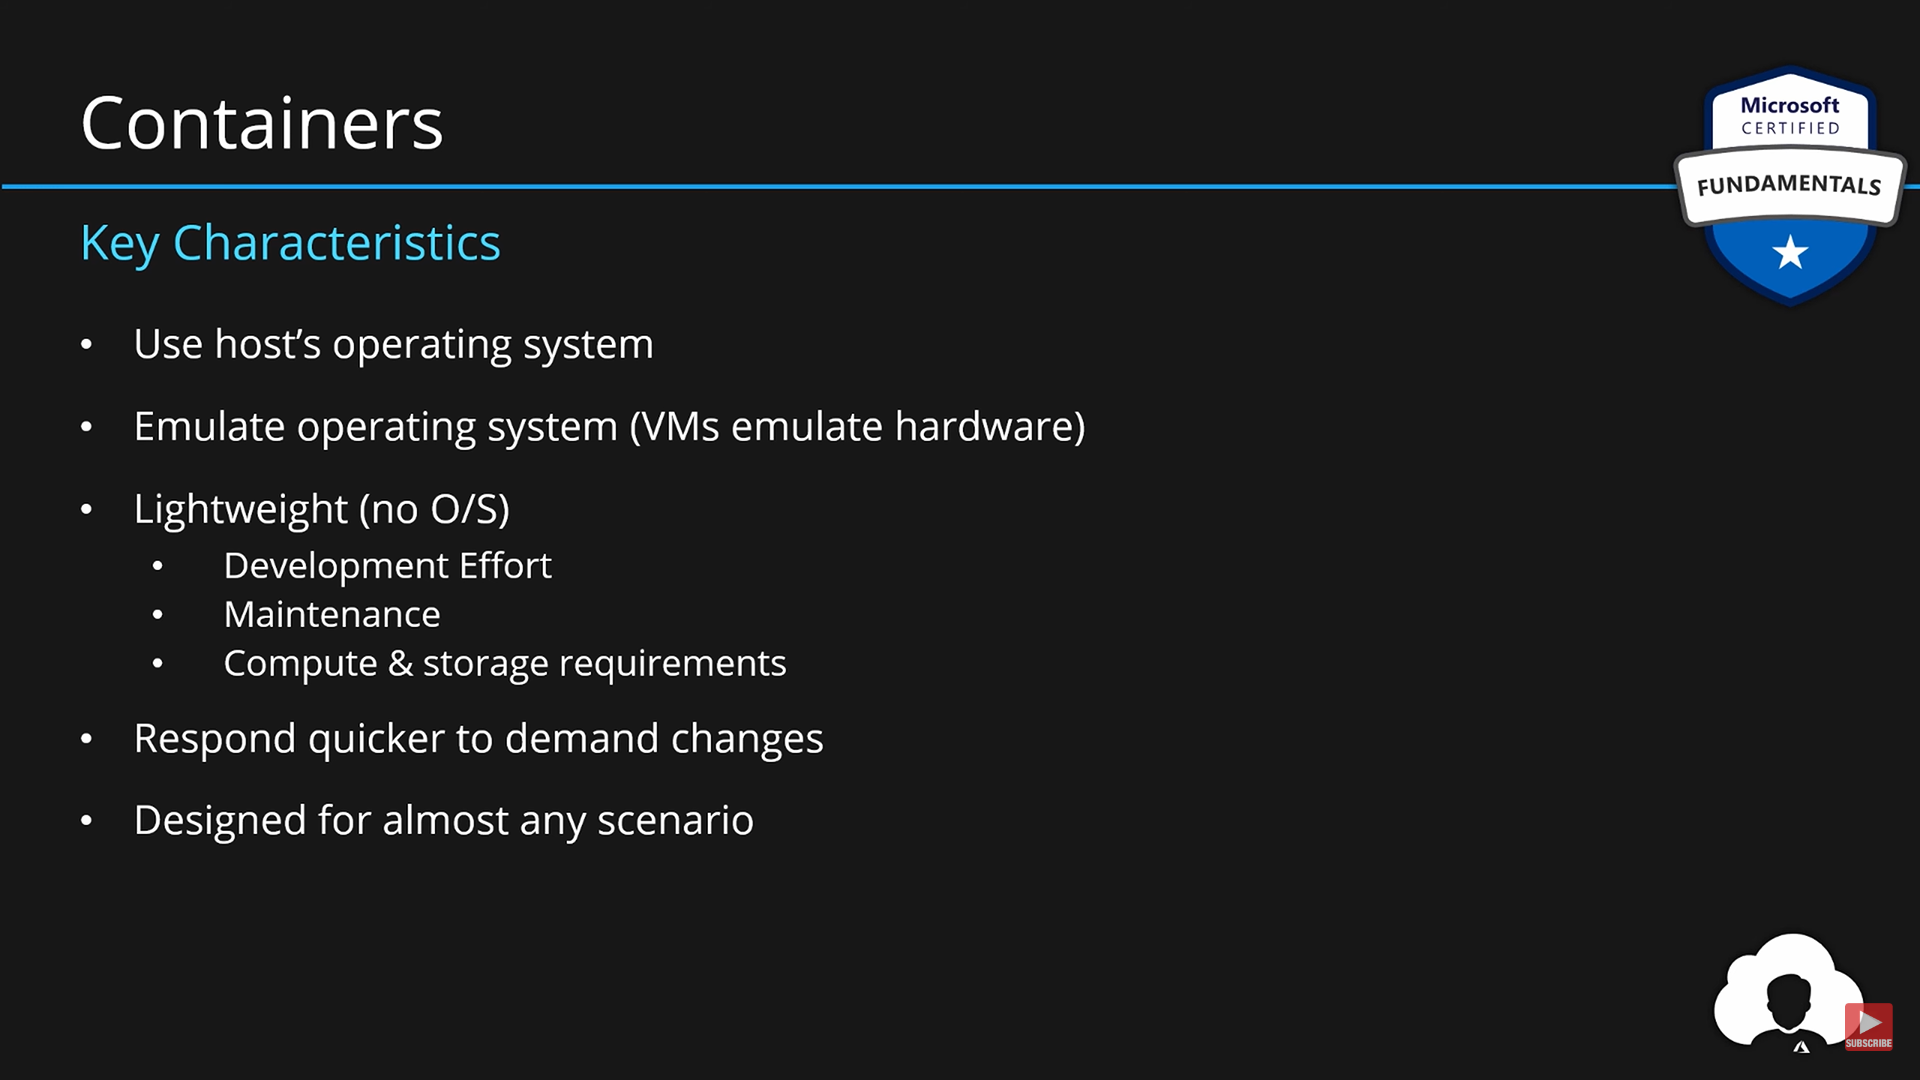 Containers
Microsoft
CERTIFIED
FUNDAMENTALS
Key Characteristics
• Use host’s operating system
• Emulate operating system (VMs emulate hardware)
• Lightweight (no O/S)
• Development Effort
• Maintenance
• Compute & storage requirements
• Respond quicker to demand changes
• Designed for almost any scenario
SUBSCRIBE